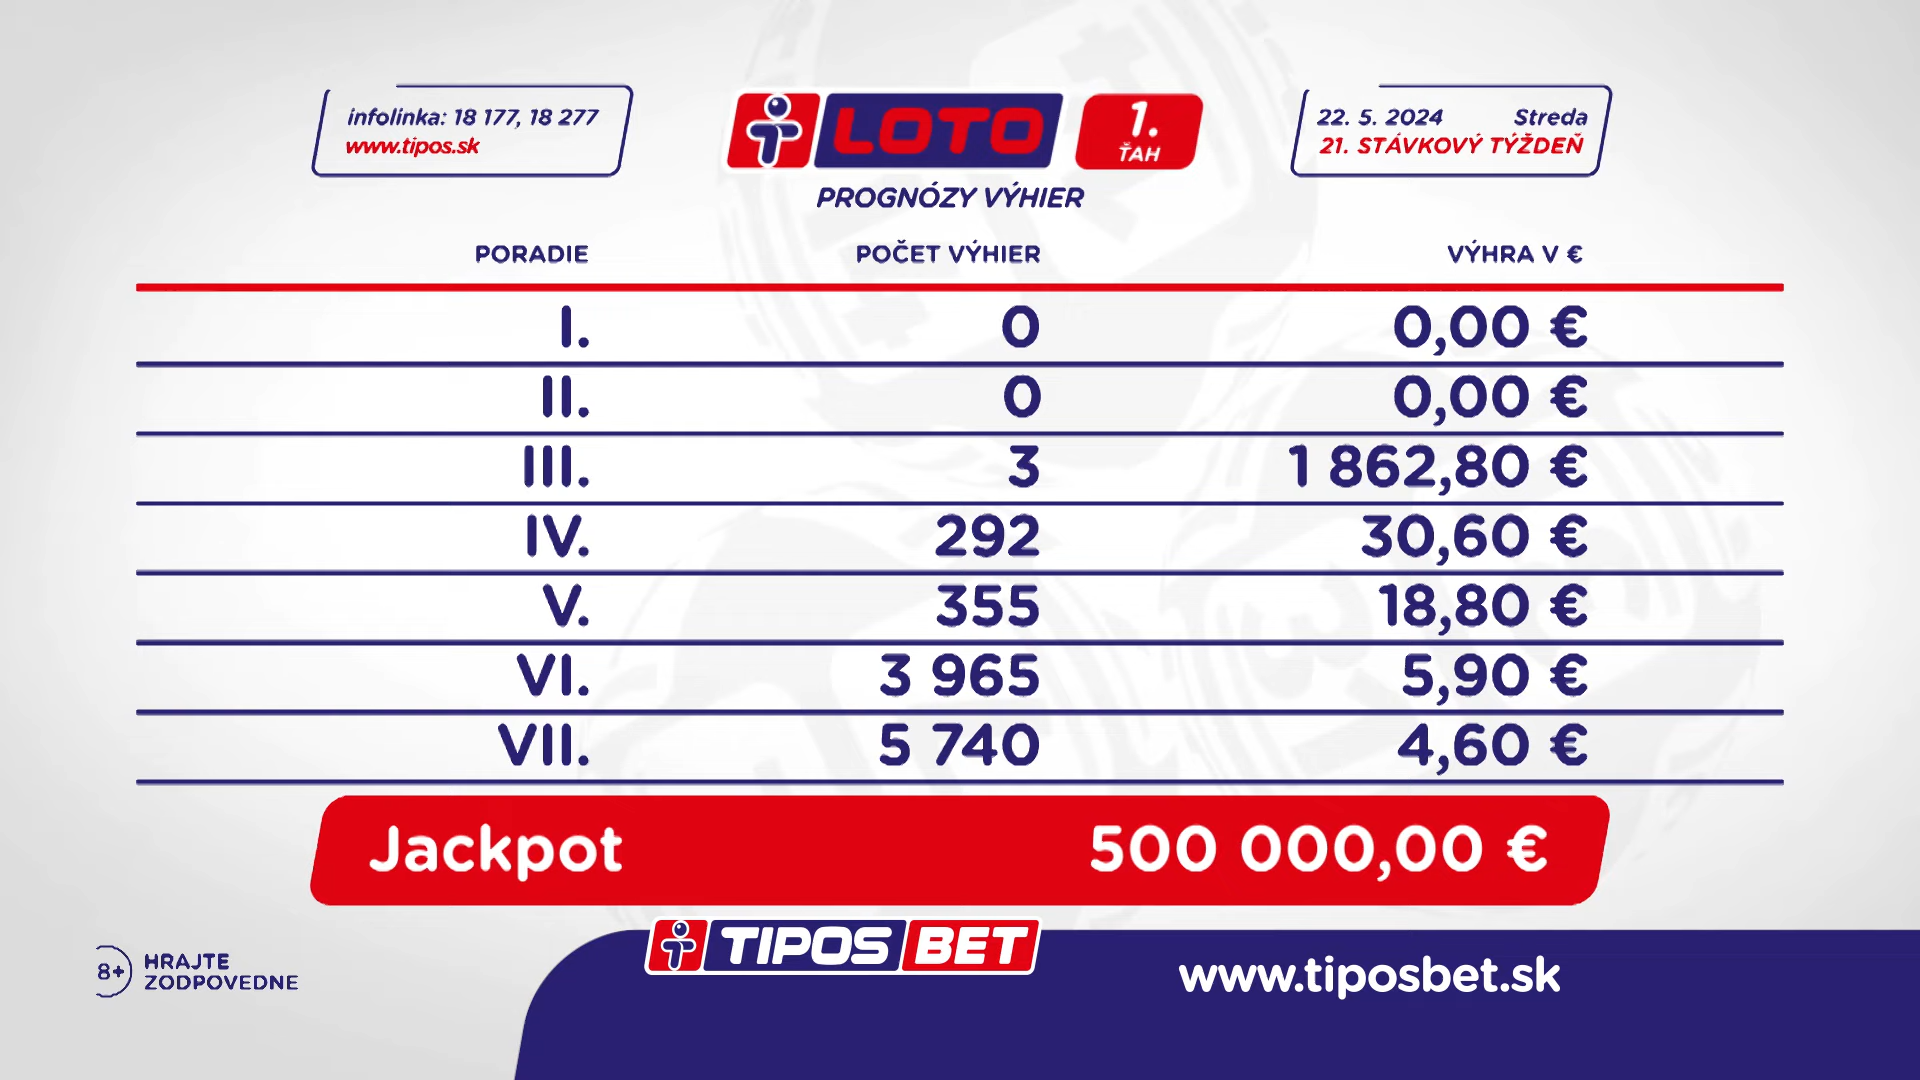 infolinka: 18 177, 18 277
www.tipos.sk
LOTO
1.
ŤAH
22. 5. 2024 Streda
21. STÁVKOVÝ TÝŽDEŇ
PROGNÓZY VÝHIER
PORADIE POČET VÝHIER VÝHRA V €
I. 0 0,00 €
II. 0 0,00 €
III. 3 1 862,80 €
IV. 292 30,60 €
V. 355 18,80 €
VI. 3 965 5,90 €
VII. 5 740 4,60 €
Jackpot 500 000,00 €
8+ HRAJTE
ZODPOVEDNE
TIPOS BET
www.tiposbet.sk